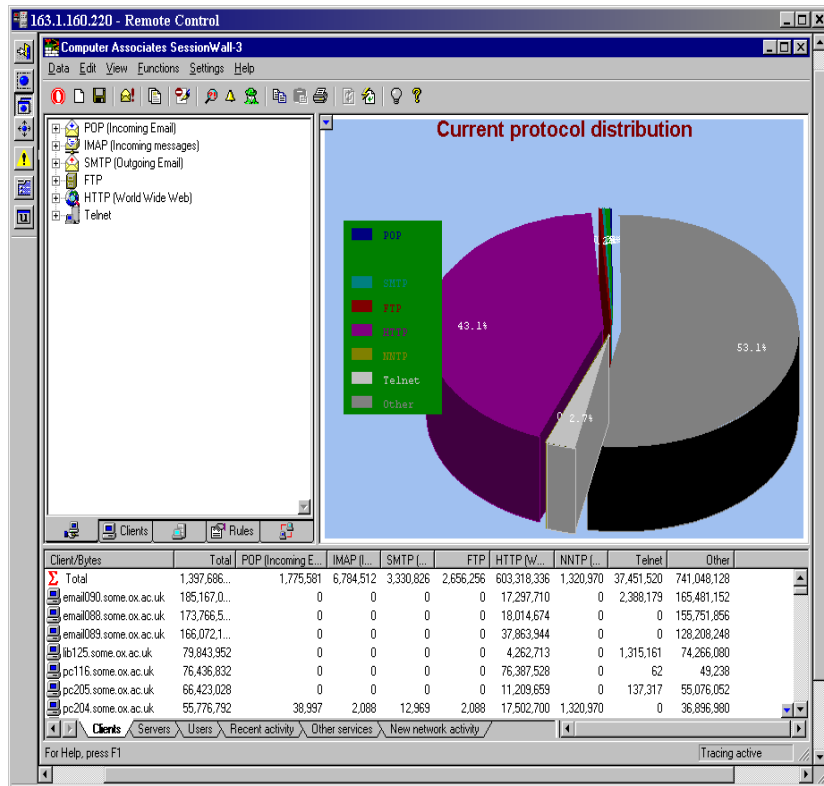 163.1.160.220 - Remote Control
Computer Associates SessionWall-3
Data Edit View Functions Settings Help
POP (Incoming Email)
IMAP (Incoming messages)
SMTP (Outgoing Email)
FTP
HTTP (World Wide Web)
Telnet
Clients Rules
Current protocol distribution
POP
SMTP
FTP
HTTP
NNTP
Telnet
Other
43.1%
53.1%
2.7%
Client/Bytes Total POP (Incoming E... IMAP (I... SMTP (... FTP HTTP (W... NNTP (... Telnet Other
Total 1,397,686... 1,775,581 6,784,512 3,330,826 2,656,256 603,318,336 1,320,970 37,451,520 741,048,128
email090.some.ox.ac.uk 185,167,0... 0 0 0 0 17,297,710 0 2,388,179 165,481,152
email088.some.ox.ac.uk 173,766,5... 0 0 0 0 18,014,674 0 0 155,751,856
email089.some.ox.ac.uk 166,072,1... 0 0 0 0 37,863,944 0 0 128,208,248
lib125.some.ox.ac.uk 79,843,952 0 0 0 0 4,262,713 0 1,315,161 74,266,080
pc116.some.ox.ac.uk 76,436,832 0 0 0 0 76,387,528 0 62 49,238
pc205.some.ox.ac.uk 66,423,028 0 0 0 0 11,209,659 0 137,317 55,076,052
pc204.some.ox.ac.uk 55,776,792 38,997 2,088 12,969 2,088 17,502,700 1,320,970 0 36,896,980
Clients Servers Users Recent activity Other services New network activity
For Help, press F1 Tracing active